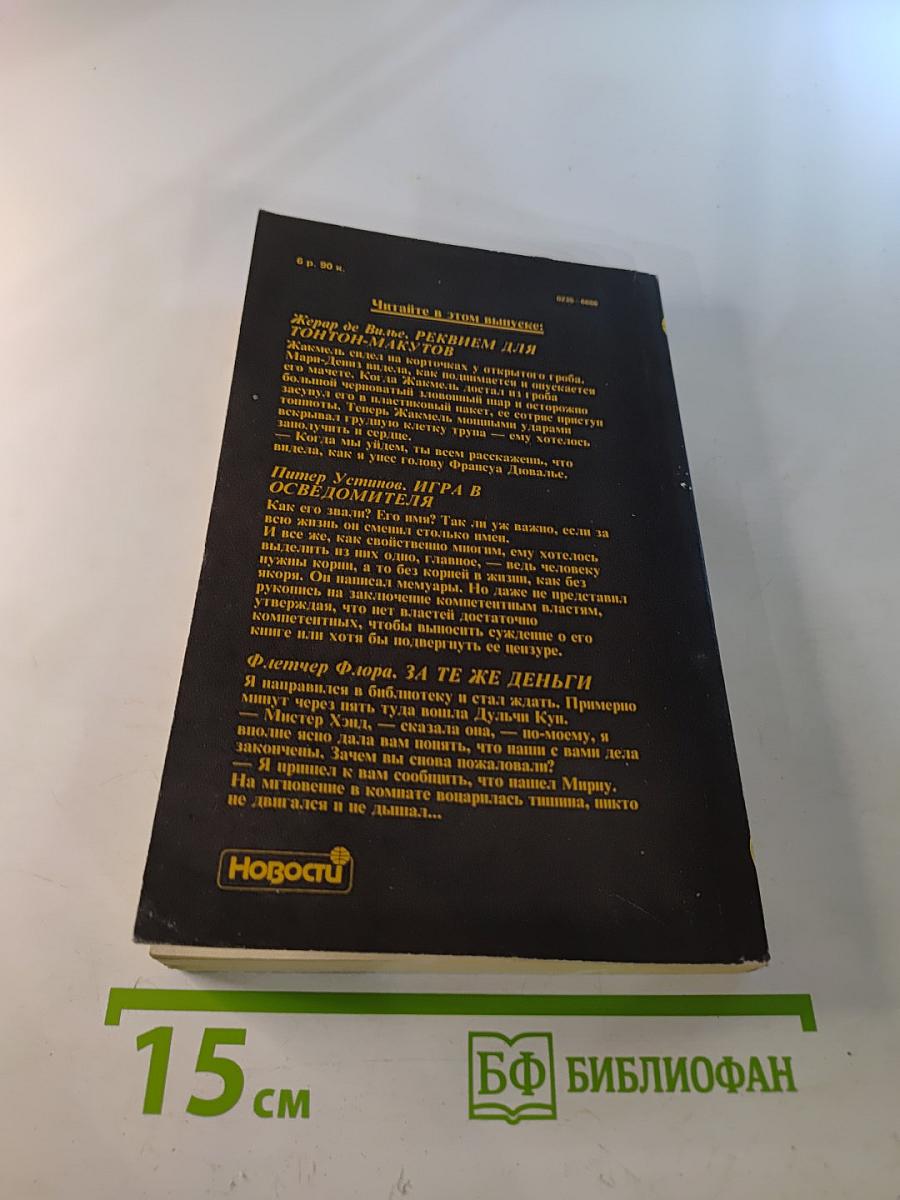 6 р. 90 к.
Читайте в этом выпуске:
Жерар де Вилье. РЕКВИЕМ ДЛЯ
ТОНТОН-МАКУТОВ
Жакмель сидел на корточках у открытого гроба.
Мари-Дениз видела, как поднимается и опускается
его мачете. Когда Жакмель достал из гроба
большой черноватый зловонный шар и осторожно
засунул его в пластиковый пакет, ее сотряс приступ
тошноты. Теперь Жакмель мощными ударами
вскрывал грудную клетку трупа — ему хотелось
заполучить и сердце.
— Когда мы уйдем, ты всем расскажешь, что
видела, как я унес голову Франсуа Дювалье.
Питер Устинов. ИГРА В
ОСВЕДОМИТЕЛЯ
Как его звали? Его имя? Так ли уж важно, если за
всю жизнь он сменил столько имен.
И все же, как свойственно многим, ему хотелось
выделить из них одно, главное, — ведь человеку
нужны корни, а то без корней в жизни, как без
якоря. Он написал мемуары. Но даже не представил
рукопись на заключение компетентным властям,
утверждая, что нет властей достаточно
компетентных, чтобы выносить суждение о его
книге или хотя бы подвергнуть ее цензуре.
Флетчер Флора. ЗА ТЕ ЖЕ ДЕНЬГИ
Я направился в библиотеку и стал ждать. Примерно
минут через пять туда вошла Дульчи Кун.
— Мистер Хэнд, — сказала она, — по-моему, я
вполне ясно дала вам понять, что наши с вами дела
закончены. Зачем вы снова пожаловали?
— Я пришел к вам сообщить, что нашел Мирну.
На мгновение в комнате воцарилась тишина, никто
не двигался и не дышал...
Новости
15 см
БФ БИБЛИОФАН